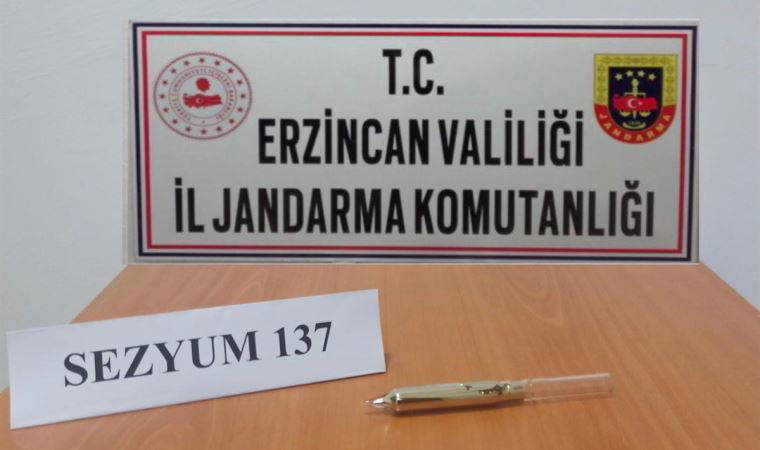 T.C.
ERZİNCAN VALİLİĞİ
İL JANDARMA KOMUTANLIĞI
JANDARMA
SEZYUM 137